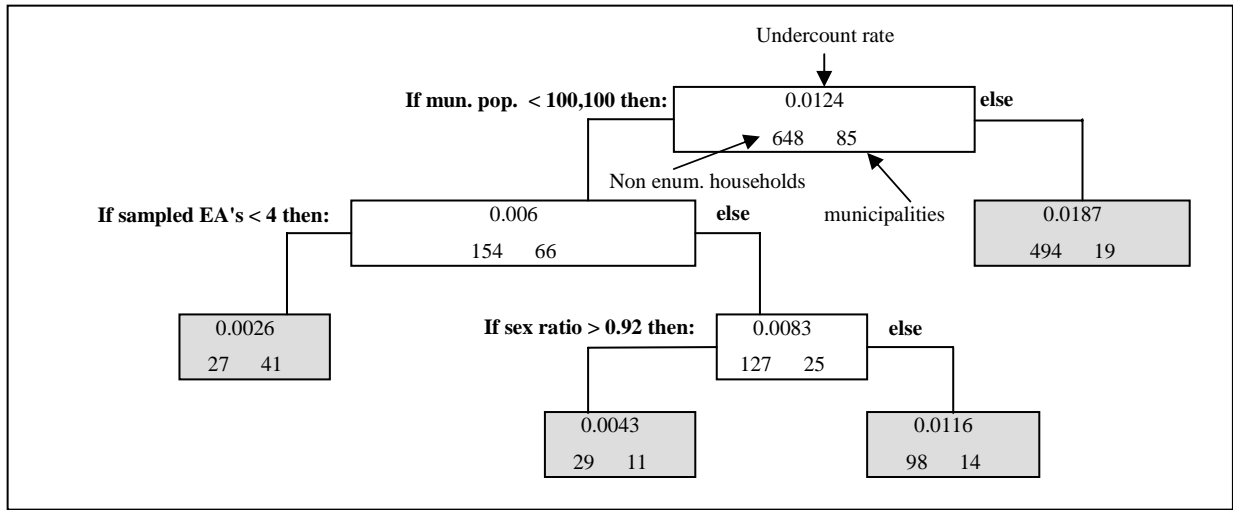 Undercount rate
If mun. pop. < 100,100 then:
0.0124
else
648 85
Non enum. households
municipalities
If sampled EA's < 4 then:
0.006
else
154 66
0.0187
494 19
0.0026
27 41
If sex ratio > 0.92 then:
0.0083
else
127 25
0.0043
29 11
0.0116
98 14